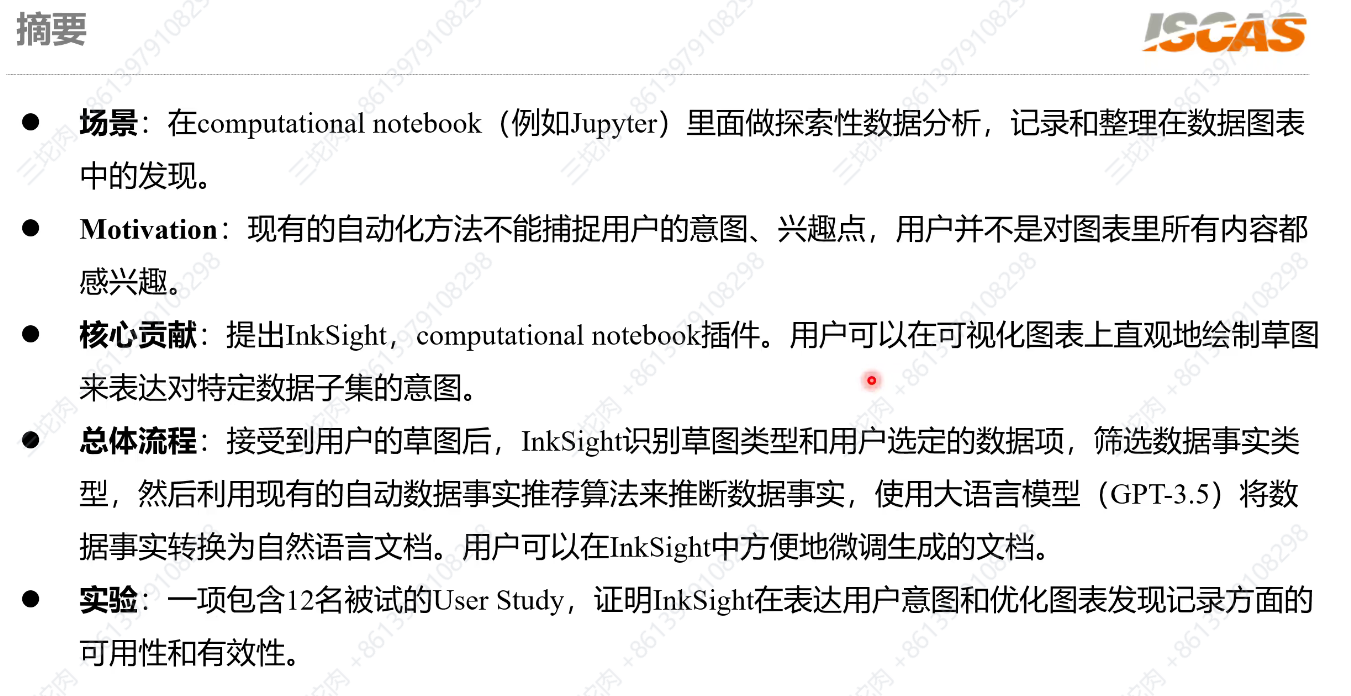 摘要
ISCAS
● 场景：在computational notebook（例如Jupyter）里面做探索性数据分析，记录和整理在数据图表
中的发现。
● Motivation：现有的自动化方法不能捕捉用户的意图、兴趣点，用户并不是对图表里所有内容都
感兴趣。
● 核心贡献：提出InkSight，computational notebook插件。用户可以在可视化图表上直观地绘制草图
来表达对特定数据子集的意图。
● 总体流程：接受到用户的草图后，InkSight识别草图类型和用户选定的数据项，筛选数据事实类
型，然后利用现有的自动数据事实推荐算法来推断数据事实，使用大语言模型（GPT-3.5）将数
据事实转换为自然语言文档。用户可以在InkSight中方便地微调生成的文档。
● 实验：一项包含12名被试的User Study，证明InkSight在表达用户意图和优化图表发现记录方面的
可用性和有效性。
三坨肉 +8613979108298